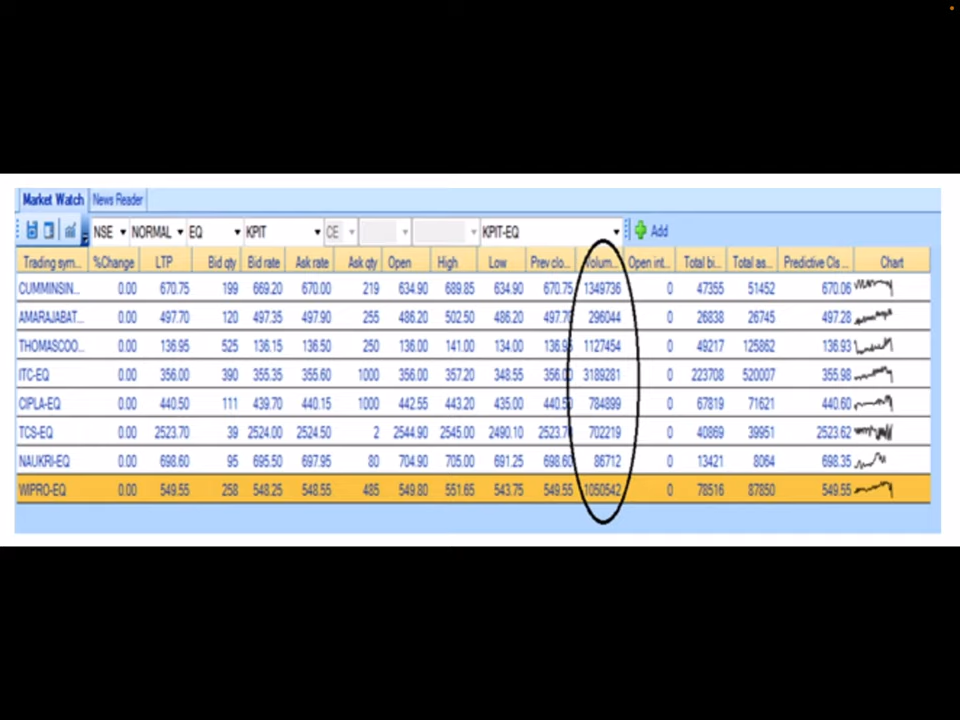 Market Watch News Reader
NSE NORMAL EQ KPIT CE KPIT-EQ Add
Trading sym... %Change LTP Bid qty Bid rate Ask rate Ask qty Open High Low Prev clo... Volum... Open int... Total bi... Total as... Predictive Cls ... Chart
CUMMINSIN... 0.00 670.75 199 669.20 670.00 219 634.90 689.85 634.90 670.75 1349736 0 47355 51452 670.06
AMARAJABAT... 0.00 497.70 120 497.35 497.90 255 486.20 502.50 486.20 497.7 296044 0 26838 26745 497.28
THOMASCOO... 0.00 136.95 525 136.15 136.50 250 136.00 141.00 134.00 136.95 1127454 0 49217 125862 136.93
ITC-EQ 0.00 356.00 390 355.35 355.60 1000 356.00 357.20 348.55 356.00 3189281 0 223708 520007 355.98
CIPLA-EQ 0.00 440.50 111 439.70 440.15 1000 442.55 443.20 435.00 440.50 784899 0 67819 71621 440.60
TCS-EQ 0.00 2523.70 39 2524.00 2524.50 2 2544.90 2545.00 2490.10 2523.7 702219 0 40869 39951 2523.62
NAUKRI-EQ 0.00 698.60 95 695.50 697.95 80 704.90 705.00 691.25 698.60 86712 0 13421 8064 698.35
WIPRO-EQ 0.00 549.55 258 548.25 548.55 485 549.80 551.65 543.75 549.55 1050542 0 78516 87850 549.55